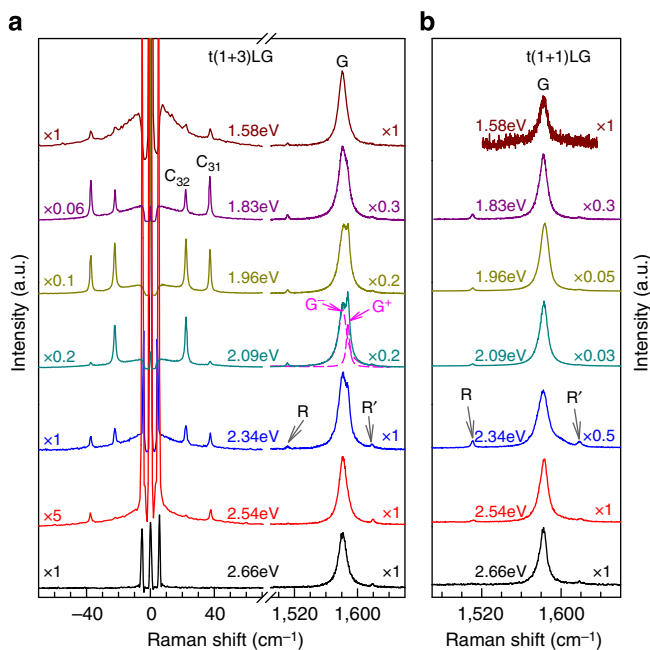 a
t(1+3)LG
G
×1
1.58eV
×1
C32
C31
×0.06
1.83eV
×0.3
×0.1
1.96eV
×0.2
G−
G+
×0.2
2.09eV
×0.2
R
R′
×1
2.34eV
×1
×5
2.54eV
×1
×1
2.66eV
×1
−40
0
40
1,520
1,600
Raman shift (cm−1)
Intensity (a.u.)
b
t(1+1)LG
G
1.58eV
×1
1.83eV
×0.3
1.96eV
×0.05
2.09eV
×0.03
R
R′
2.34eV
×0.5
2.54eV
×1
2.66eV
×1
1,520
1,600
Raman shift (cm−1)
Intensity (a.u.)